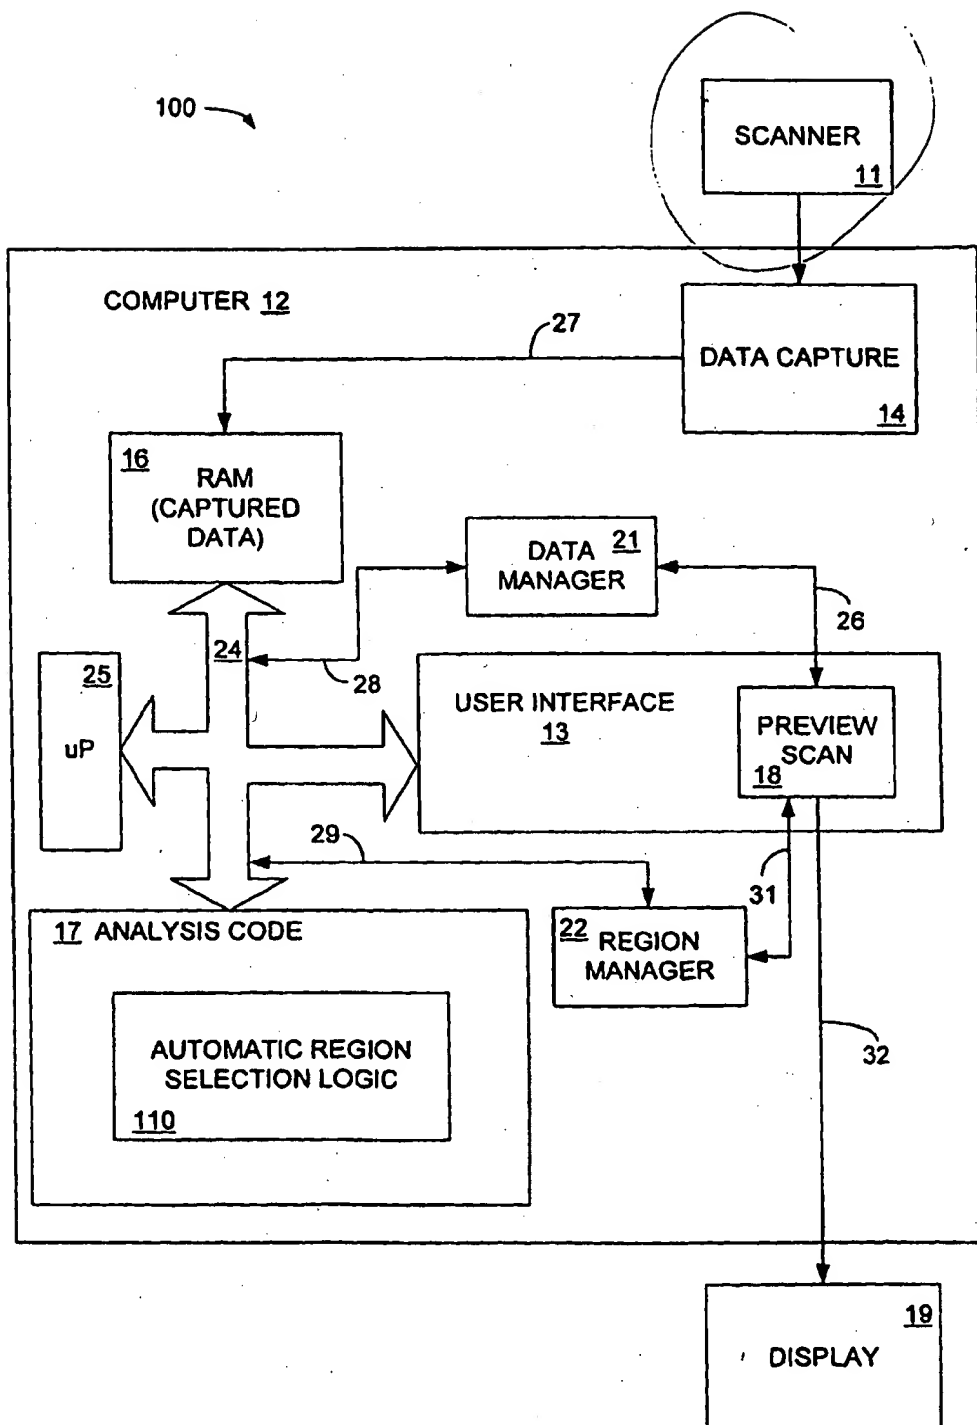 100
SCANNER
11
COMPUTER 12
27
DATA CAPTURE
14
16
RAM
(CAPTURED
DATA)
21
DATA
MANAGER
26
24
28
25
uP
USER INTERFACE
13
PREVIEW
SCAN
18
29
31
17 ANALYSIS CODE
22
REGION
MANAGER
AUTOMATIC REGION
SELECTION LOGIC
110
32
19
DISPLAY